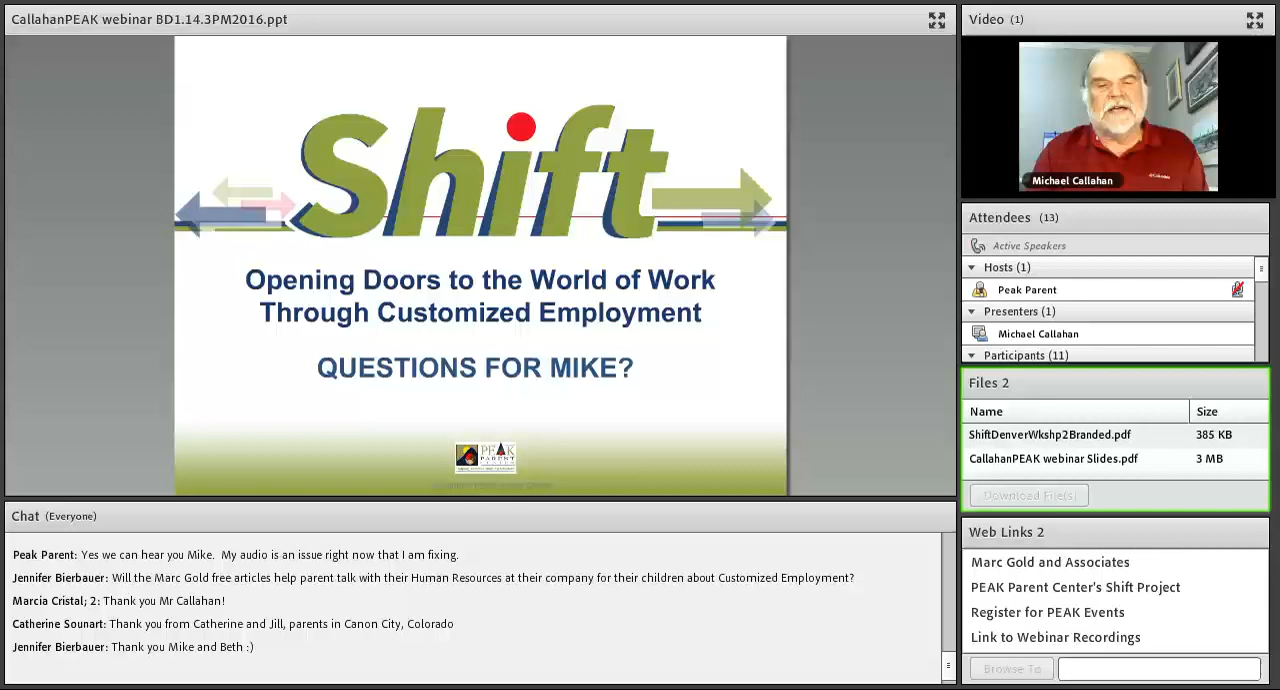 CallahanPEAK webinar BD1.14.3PM2016.ppt
Shift
Opening Doors to the World of Work
Through Customized Employment
QUESTIONS FOR MIKE?
PEAK
PARENT
CENTER
Chat (Everyone)
Peak Parent: Yes we can hear you Mike. My audio is an issue right now that I am fixing.
Jennifer Bierbauer: Will the Marc Gold free articles help parent talk with their Human Resources at their company for their children about Customized Employment?
Marcia Cristal; 2: Thank you Mr Callahan!
Catherine Sounart: Thank you from Catherine and Jill, parents in Canon City, Colorado
Jennifer Bierbauer: Thank you Mike and Beth :)
Video (1)
Michael Callahan
Attendees (13)
Active Speakers
Hosts (1)
Peak Parent
Presenters (1)
Michael Callahan
Participants (11)
Files 2
Name Size
ShiftDenverWkshp2Branded.pdf 385 KB
CallahanPEAK webinar Slides.pdf 3 MB
Download File(s)
Web Links 2
Marc Gold and Associates
PEAK Parent Center's Shift Project
Register for PEAK Events
Link to Webinar Recordings
Browse To